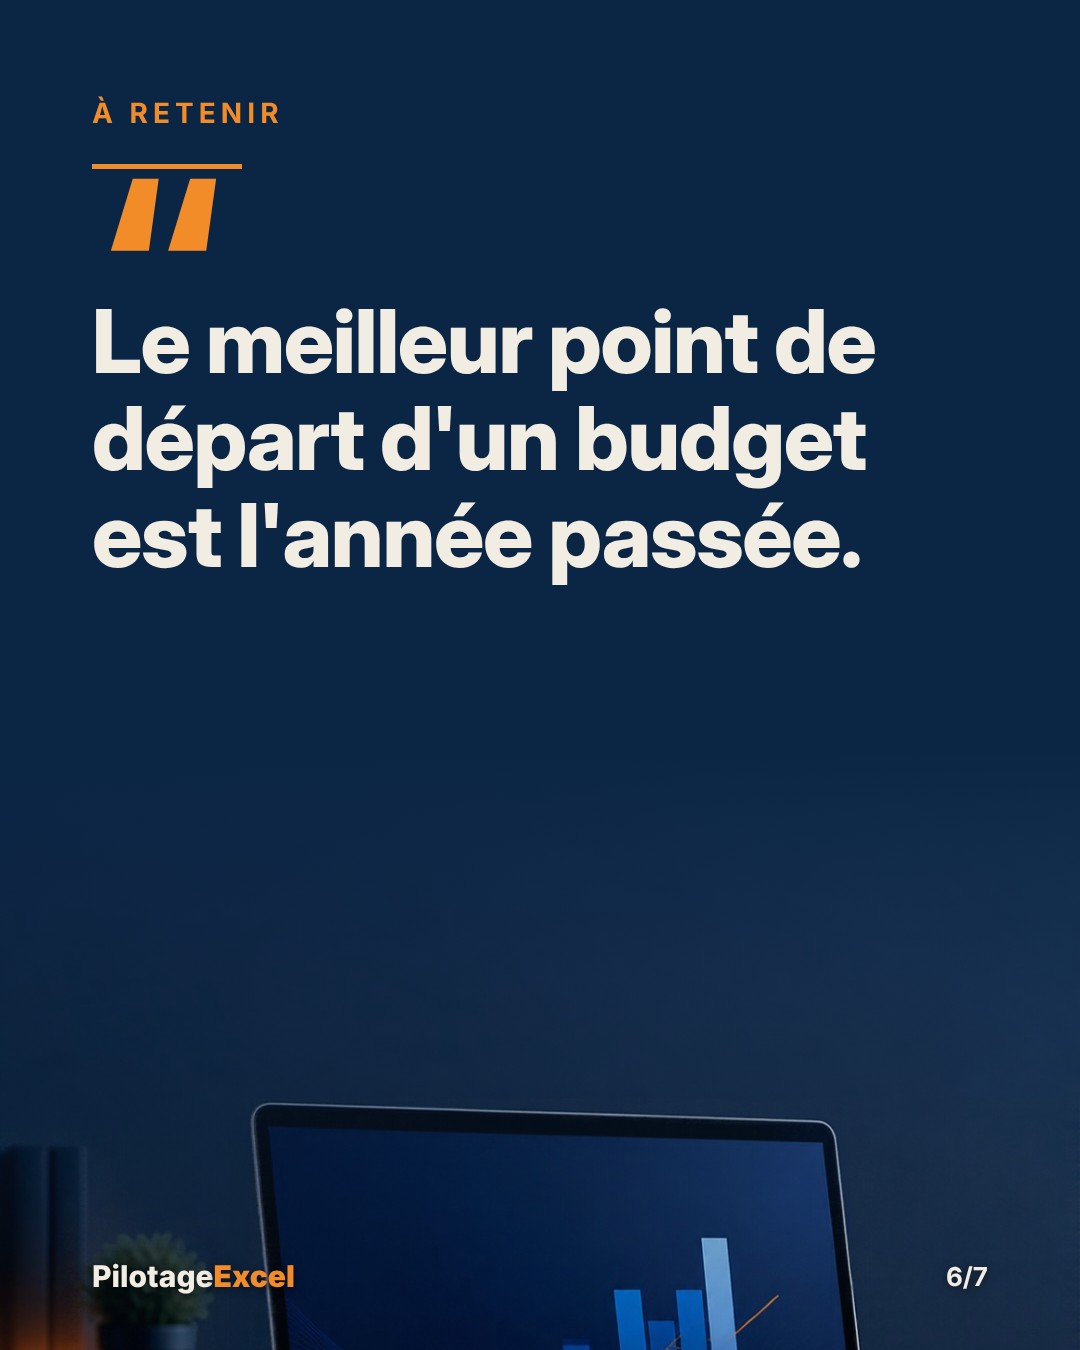 À RETENIR
"
Le meilleur point de
départ d'un budget
est l'année passée.
PilotageExcel
6/7